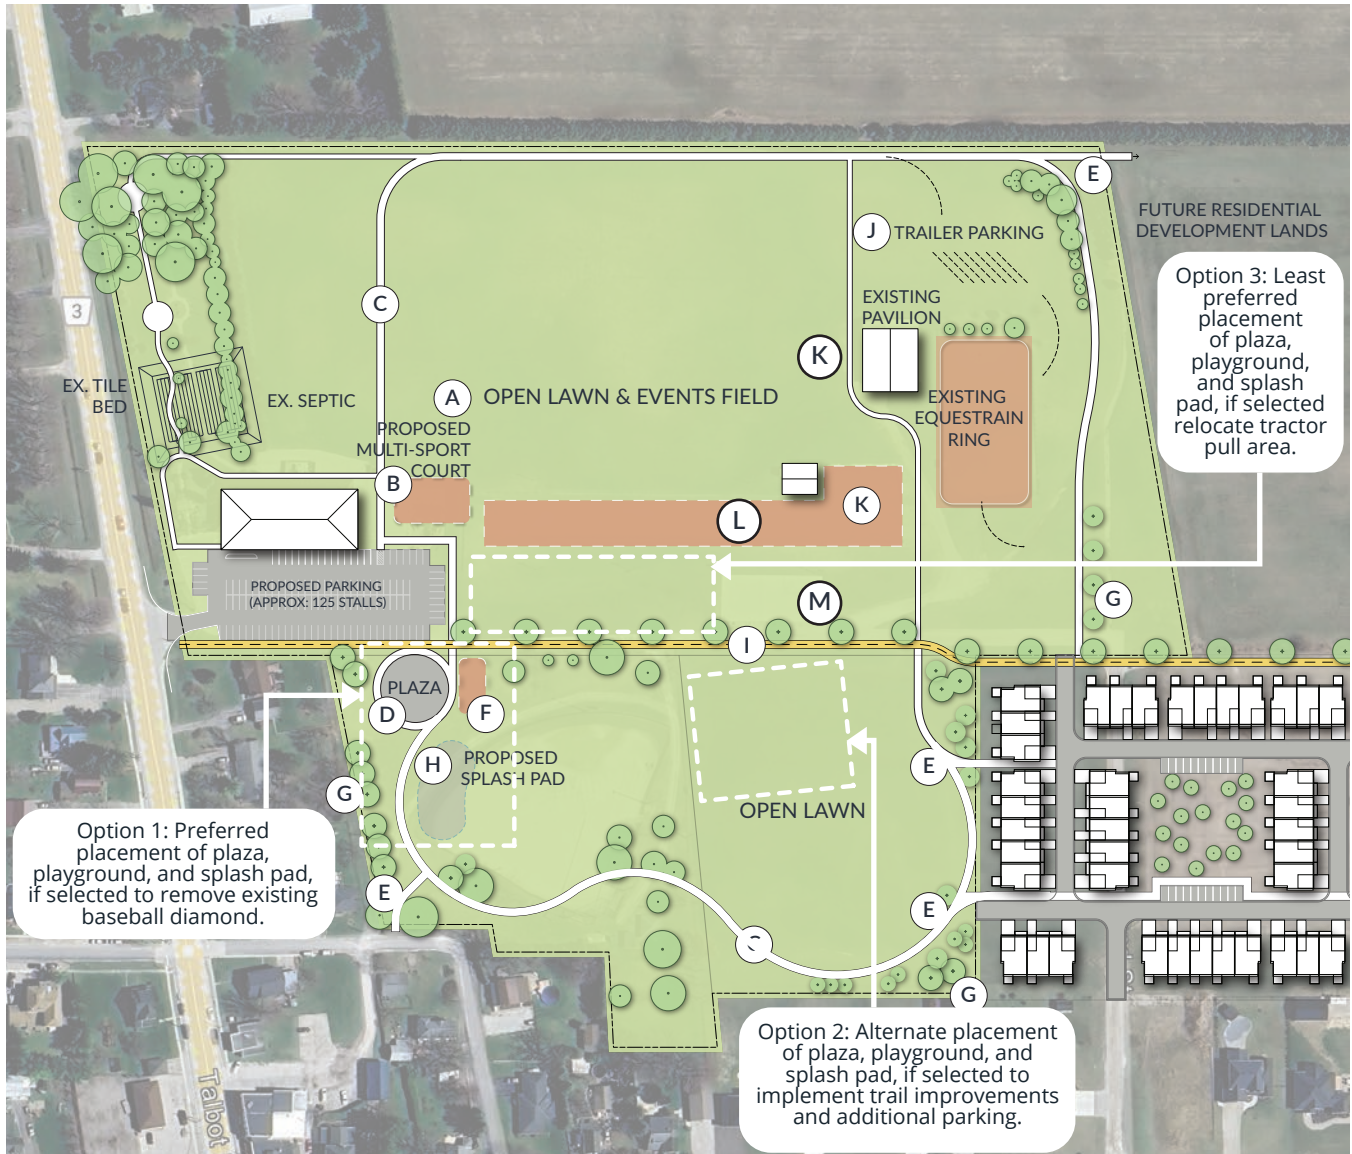 E
FUTURE RESIDENTIAL
DEVELOPMENT LANDS
J
TRAILER PARKING
Option 3: Least
preferred
placement
of plaza,
playground,
and splash
pad, if selected
relocate tractor
pull area.
3
C
EXISTING
PAVILION
K
EX. TILE
BED
EX. SEPTIC
A
OPEN LAWN & EVENTS FIELD
EXISTING
EQUESTRAIN
RING
PROPOSED
MULTI-SPORT
COURT
B
K
L
PROPOSED PARKING
(APPROX: 125 STALLS)
M
G
I
PLAZA
D
F
H
PROPOSED
SPLASH PAD
E
G
OPEN LAWN
Option 1: Preferred
placement of plaza,
playground, and splash pad,
if selected to remove existing
baseball diamond.
E
E
C
G
Option 2: Alternate placement
of plaza, playground, and
splash pad, if selected to
implement trail improvements
and additional parking.
Talbot